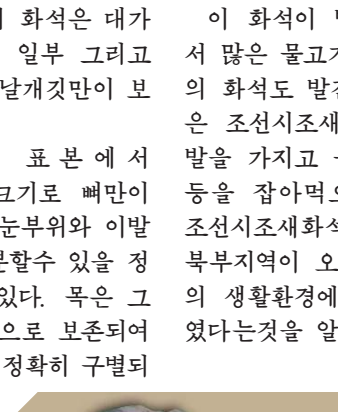 화석은 대가
일부 그리고
날개깃만이 보
표본에서
크기로 뼈만이
눈부위와 이발
분할수 있을 정
있다. 목은 그
으로 보존되여
정확히 구별되
이 화석이
서 많은 물고기
의 화석도 발견
은 조선시조새
발을 가지고
등을 잡아먹으
조선시조새화석
북부지역이 오
의 생활환경에
였다는것을 알